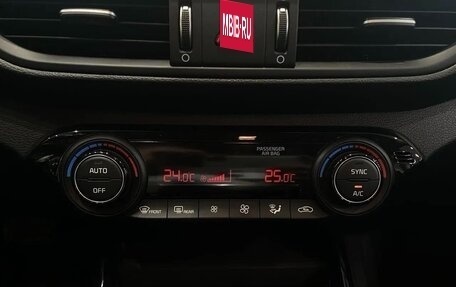 MBIB.RU
PASSENGER
AIR BAG
AUTO
OFF
24.0C
25.0C
SYNC
A/C
FRONT
REAR